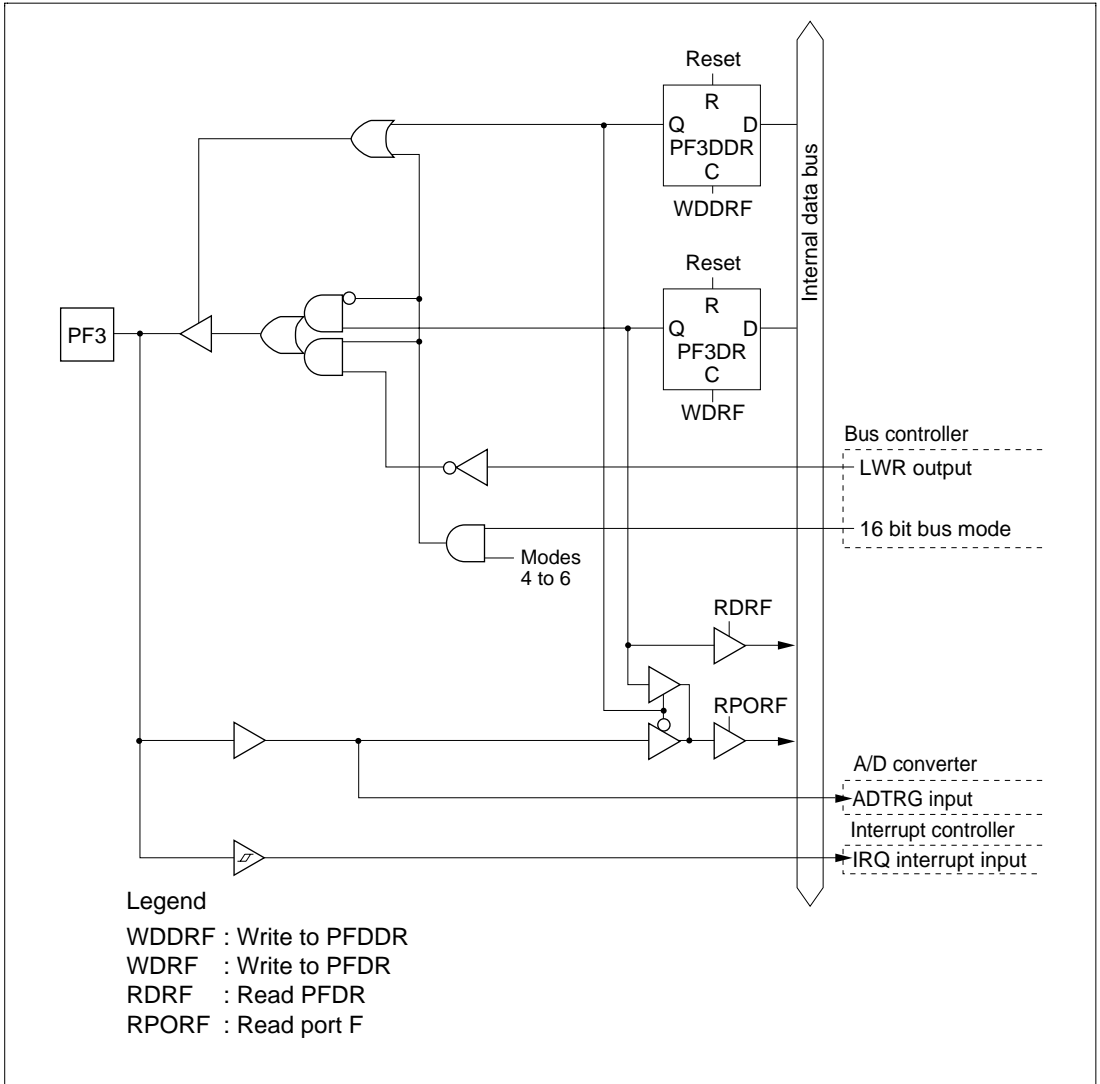 Reset
R
Q D
PF3DDR
C
WDDRF
Internal data bus
Reset
R
Q D
PF3DR
C
WDRF
PF3
Bus controller
LWR output
16 bit bus mode
Modes
4 to 6
RDRF
RPORF
A/D converter
ADTRG input
Interrupt controller
IRQ interrupt input
Legend
WDDRF : Write to PFDDR
WDRF : Write to PFDR
RDRF : Read PFDR
RPORF : Read port F